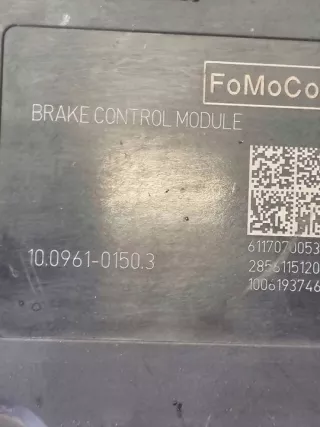 FoMoCo
BRAKE CONTROL MODULE
10.0961-0150.3
6117070053
2856115120
1006193746